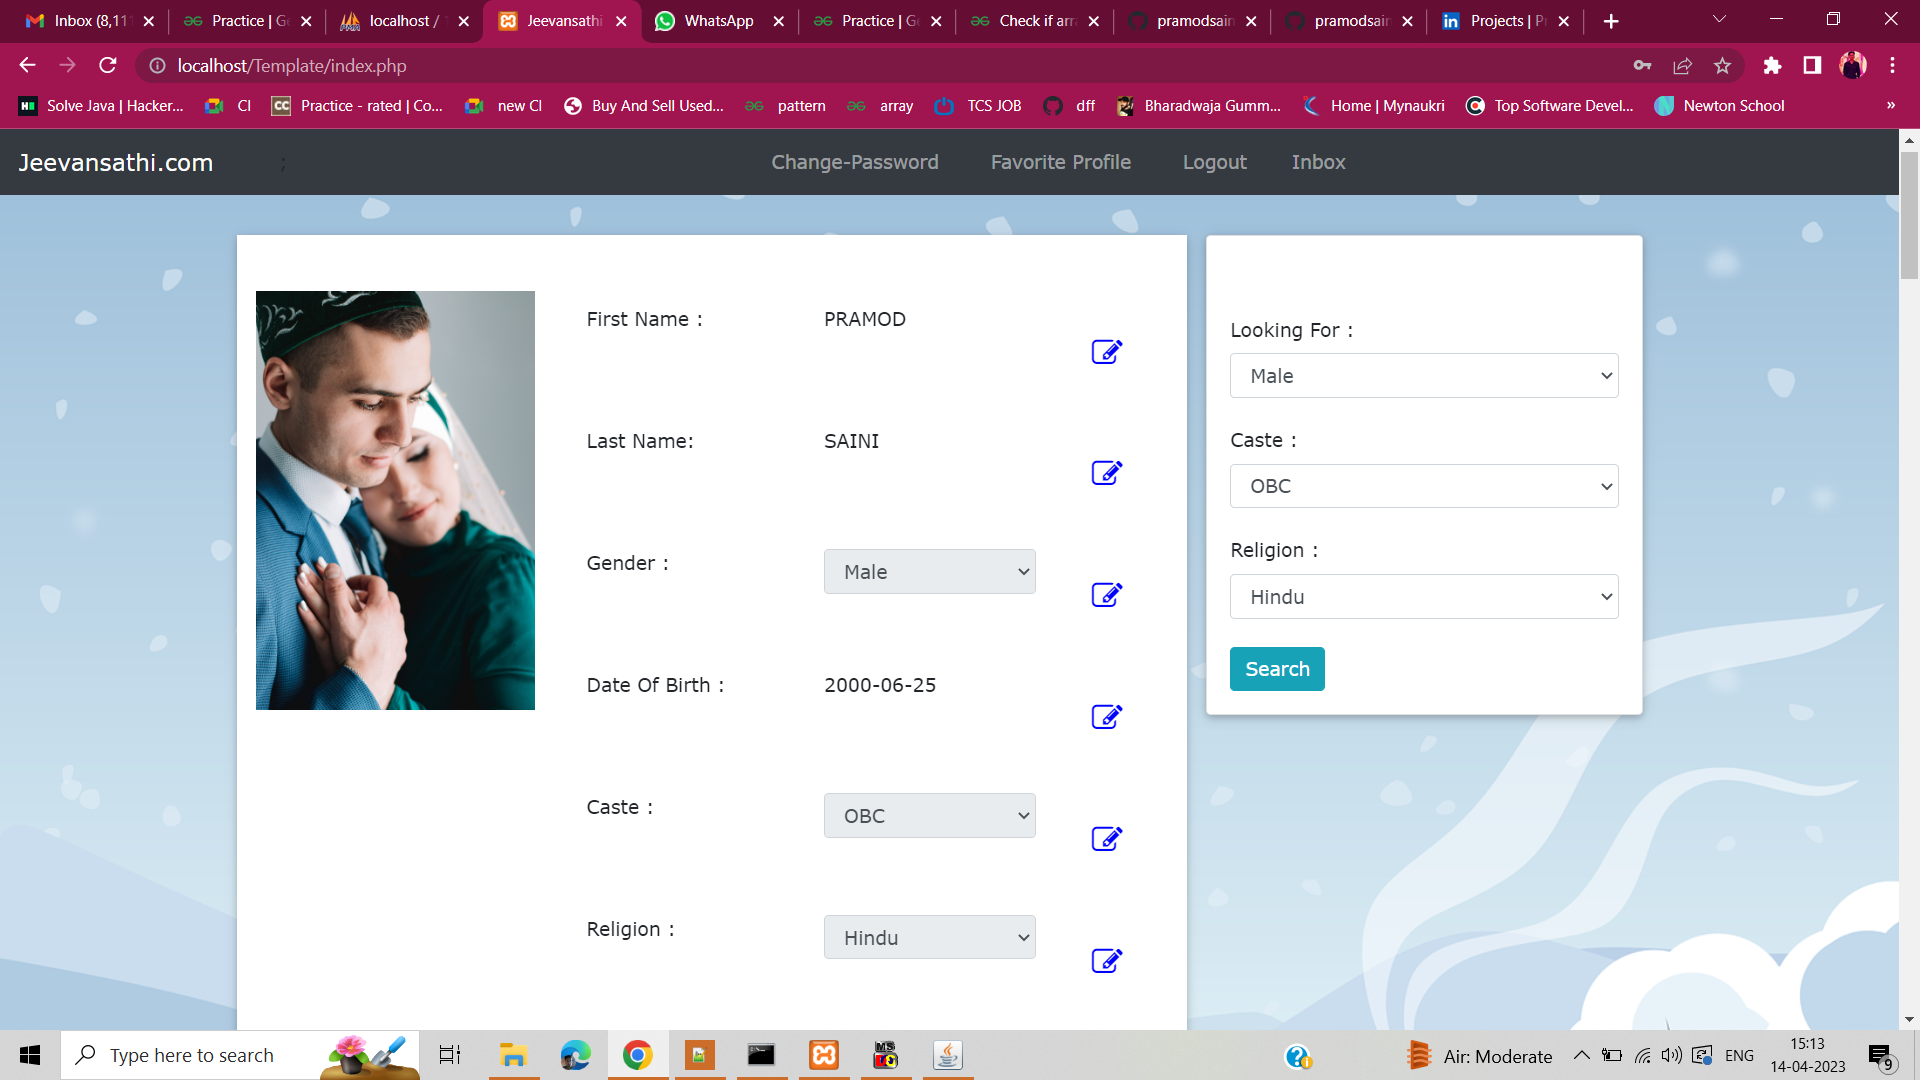 Inbox (8,11
Practice | G
localhost /
Jeevansathi
WhatsApp
Practice | G
Check if arra
pramodsain
pramodsain
Projects | P
localhost/Template/index.php
Solve Java | Hacker...
CI
Practice - rated | Co...
new CI
Buy And Sell Used...
pattern
array
TCS JOB
dff
Bharadwaja Gumm...
Home | Mynaukri
Top Software Devel...
Newton School
»
Jeevansathi.com
;
Change-Password
Favorite Profile
Logout
Inbox
First Name :
PRAMOD
Last Name:
SAINI
Gender :
Male
Date Of Birth :
2000-06-25
Caste :
OBC
Religion :
Hindu
Looking For :
Male
Caste :
OBC
Religion :
Hindu
Search
Type here to search
Air: Moderate
ENG
15:13
14-04-2023
9